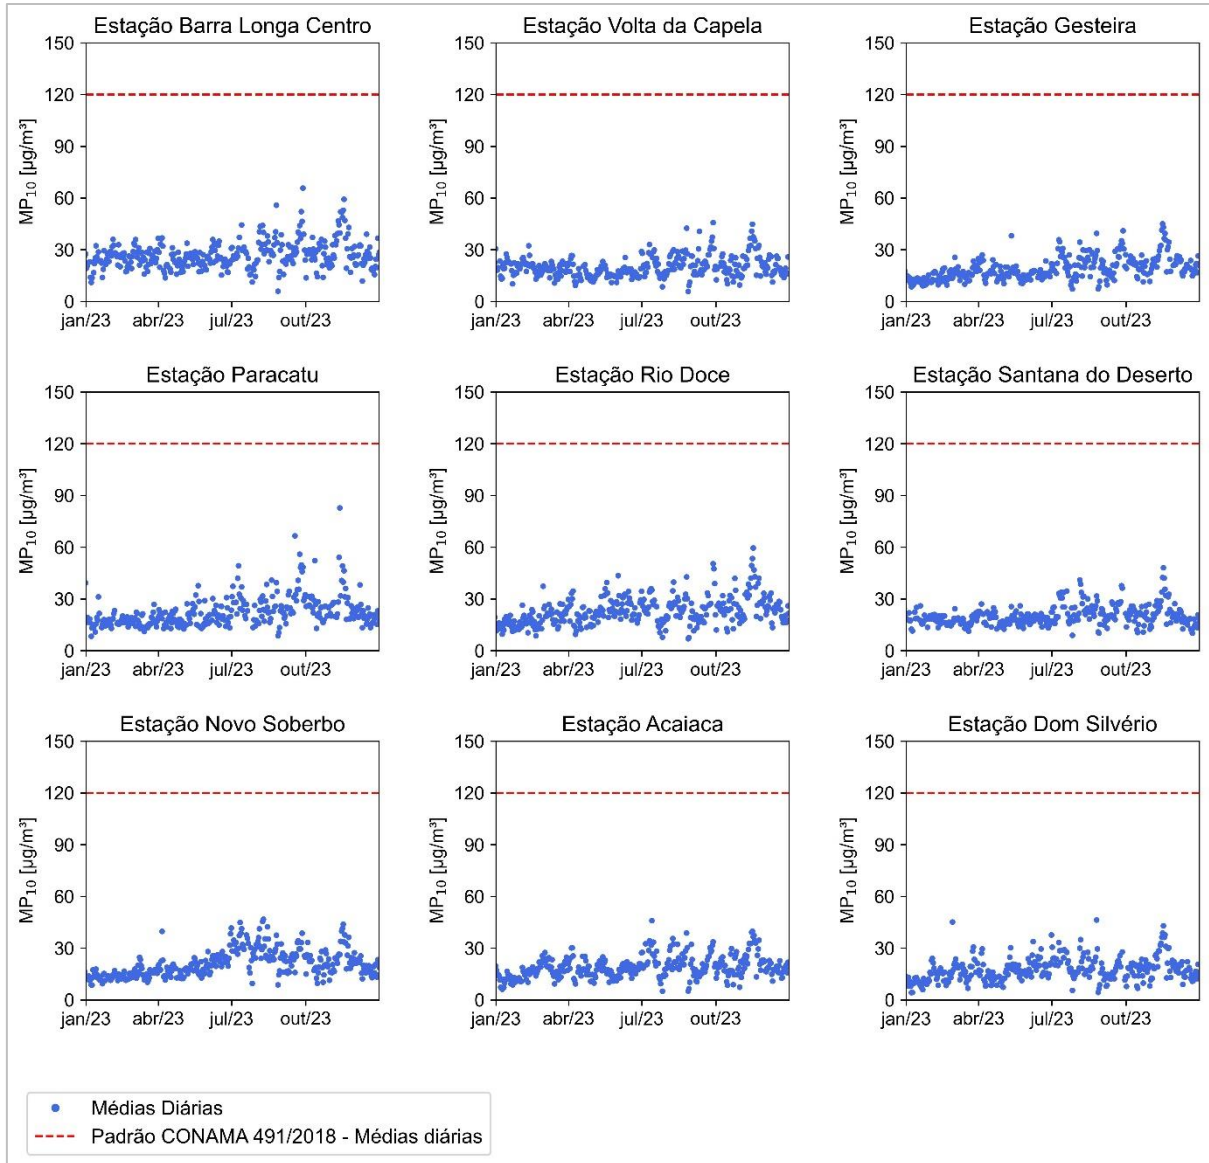 Estação Barra Longa Centro
150
120
90
60
30
0
MP₁₀ [µg/m³]
jan/23 abr/23 jul/23 out/23
Estação Volta da Capela
150
120
90
60
30
0
MP₁₀ [µg/m³]
jan/23 abr/23 jul/23 out/23
Estação Gesteira
150
120
90
60
30
0
MP₁₀ [µg/m³]
jan/23 abr/23 jul/23 out/23
Estação Paracatu
150
120
90
60
30
0
MP₁₀ [µg/m³]
jan/23 abr/23 jul/23 out/23
Estação Rio Doce
150
120
90
60
30
0
MP₁₀ [µg/m³]
jan/23 abr/23 jul/23 out/23
Estação Santana do Deserto
150
120
90
60
30
0
MP₁₀ [µg/m³]
jan/23 abr/23 jul/23 out/23
Estação Novo Soberbo
150
120
90
60
30
0
MP₁₀ [µg/m³]
jan/23 abr/23 jul/23 out/23
Estação Acaiaca
150
120
90
60
30
0
MP₁₀ [µg/m³]
jan/23 abr/23 jul/23 out/23
Estação Dom Silvério
150
120
90
60
30
0
MP₁₀ [µg/m³]
jan/23 abr/23 jul/23 out/23
Médias Diárias
Padrão CONAMA 491/2018 - Médias diárias